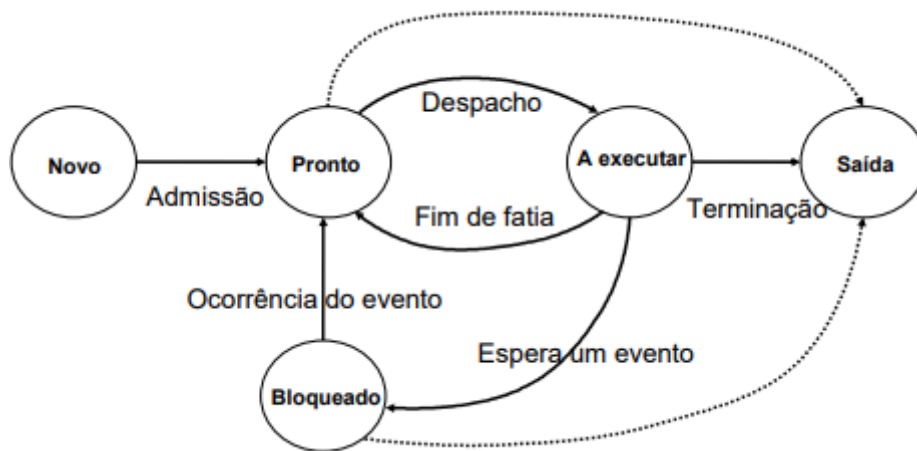 Despacho
Novo
Pronto
A executar
Saída
Admissão
Fim de fatia
Terminação
Ocorrência do evento
Espera um evento
Bloqueado